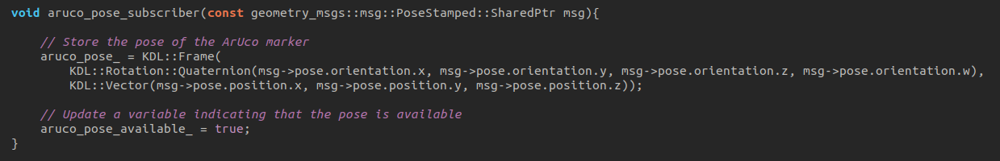 void aruco_pose_subscriber(const geometry_msgs::msg::PoseStamped::SharedPtr msg){
// Store the pose of the ArUco marker
aruco_pose_ = KDL::Frame(
KDL::Rotation::Quaternion(msg->pose.orientation.x, msg->pose.orientation.y, msg->pose.orientation.z, msg->pose.orientation.w),
KDL::Vector(msg->pose.position.x, msg->pose.position.y, msg->pose.position.z));
// Update a variable indicating that the pose is available
aruco_pose_available_ = true;
}